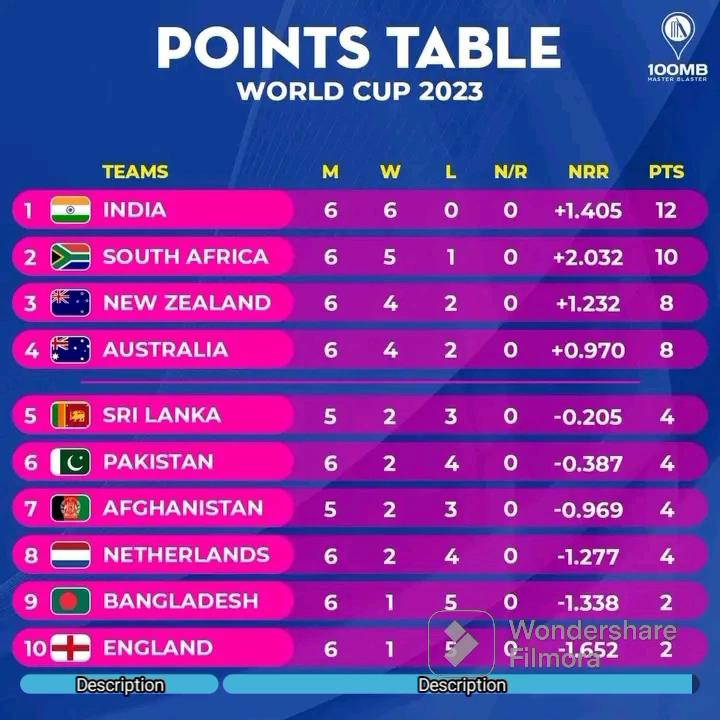 POINTS TABLE
WORLD CUP 2023
100MB
MASTER BLASTER
TEAMS M W L N/R NRR PTS
1 INDIA 6 6 0 0 +1.405 12
2 SOUTH AFRICA 6 5 1 0 +2.032 10
3 NEW ZEALAND 6 4 2 0 +1.232 8
4 AUSTRALIA 6 4 2 0 +0.970 8
5 SRI LANKA 5 2 3 0 -0.205 4
6 PAKISTAN 6 2 4 0 -0.387 4
7 AFGHANISTAN 5 2 3 0 -0.969 4
8 NETHERLANDS 6 2 4 0 -1.277 4
9 BANGLADESH 6 1 5 0 -1.338 2
10 ENGLAND 6 1 5 0 -1.652 2
Wondershare
Filmora
Description Description